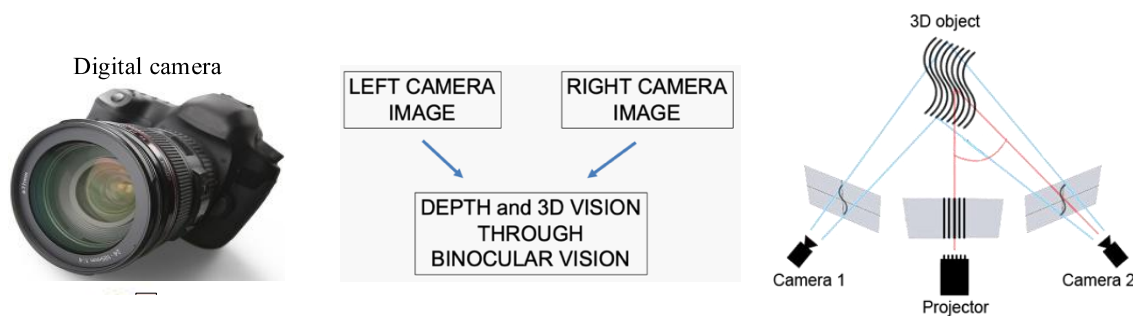 Digital camera
LEFT CAMERA
IMAGE
RIGHT CAMERA
IMAGE
DEPTH and 3D VISION
THROUGH
BINOCULAR VISION
3D object
Camera 1
Projector
Camera 2